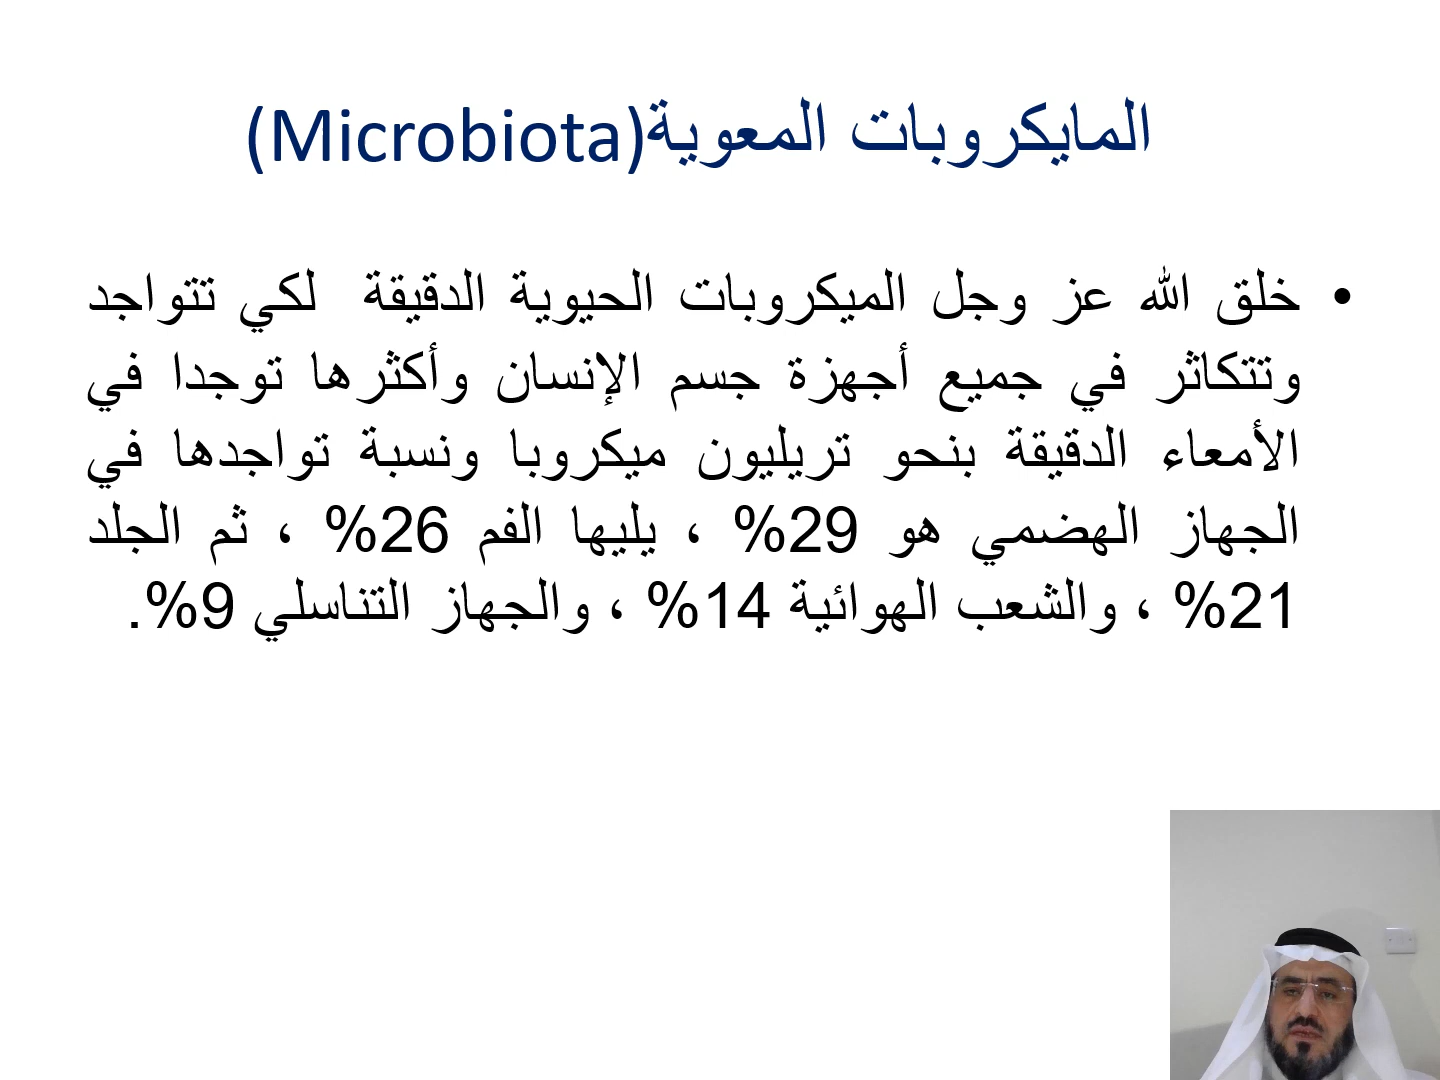 المايكروبات المعوية(Microbiota)
• خلق الله عز وجل الميكروبات الحيوية الدقيقة لكي تتواجد
وتتكاثر في جميع أجهزة جسم الإنسان وأكثرها توجدا في
الأمعاء الدقيقة بنحو تريليون ميكروبا ونسبة تواجدها في
الجهاز الهضمي هو 29% ، يليها الفم 26% ، ثم الجلد
21% ، والشعب الهوائية 14% ، والجهاز التناسلي 9%.